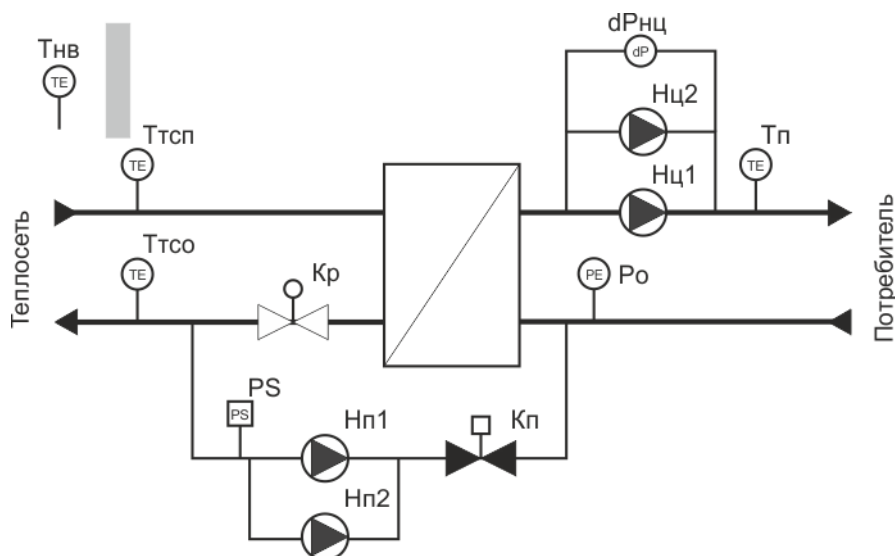 dPнц
dP
Тнв
TE
Нц2
Ттсп
TE
Тп
TE
Нц1
Теплосеть
Потребитель
Ттсо
TE
Кр
PE
Ро
PS
PS
Нп1
Кп
Нп2